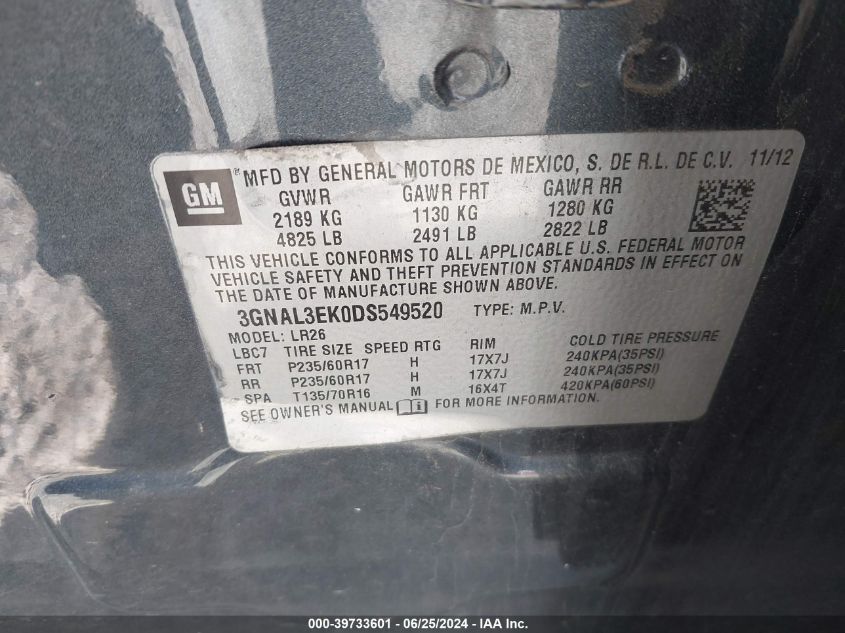 GM® MFD BY GENERAL MOTORS DE MEXICO, S. DE R.L. DE C.V. 11/12
GVWR GAWR FRT GAWR RR
2189 KG 1130 KG 1280 KG
4825 LB 2491 LB 2822 LB
THIS VEHICLE CONFORMS TO ALL APPLICABLE U.S. FEDERAL MOTOR
VEHICLE SAFETY AND THEFT PREVENTION STANDARDS IN EFFECT ON
THE DATE OF MANUFACTURE SHOWN ABOVE.
3GNAL3EK0DS549520 TYPE: M.P.V.
MODEL: LR26
LBC7 TIRE SIZE SPEED RTG RIM COLD TIRE PRESSURE
FRT P235/60R17 H 17X7J 240KPA(35PSI)
RR P235/60R17 H 17X7J 240KPA(35PSI)
SPA T135/70R16 M 16X4T 420KPA(60PSI)
SEE OWNER'S MANUAL FOR MORE INFORMATION.
000-39733601 - 06/25/2024 - IAA Inc.